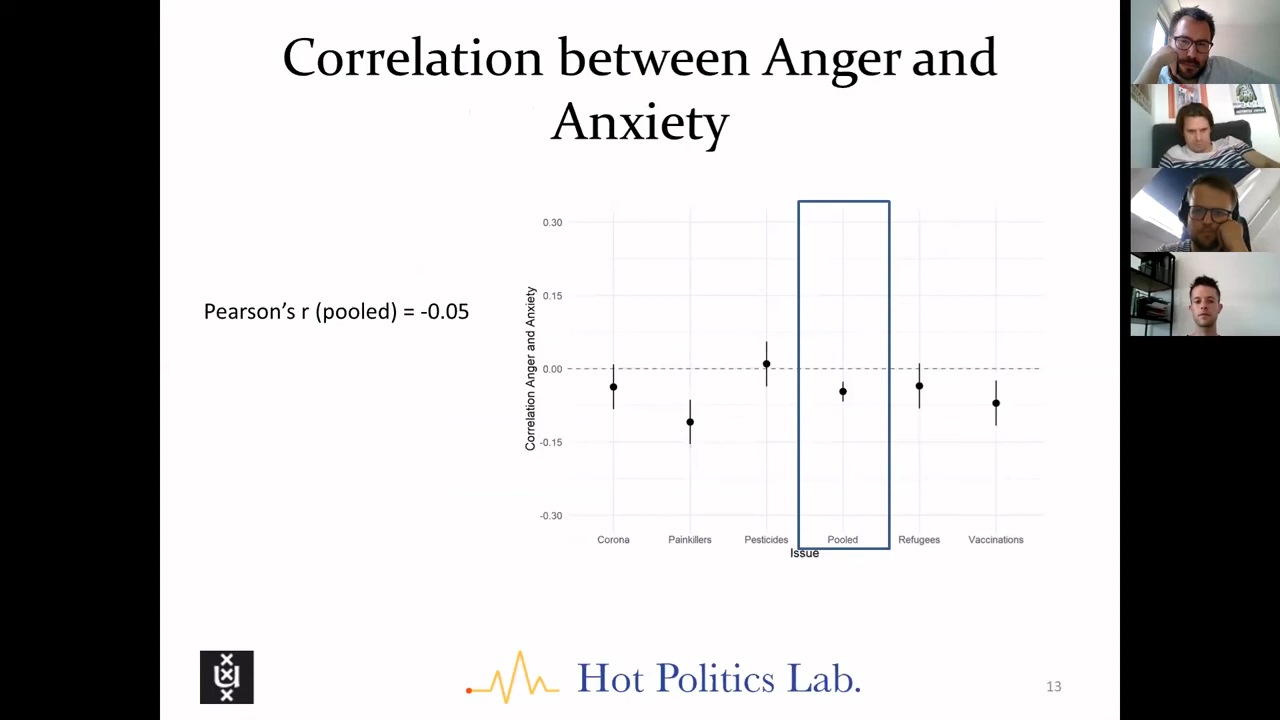 Correlation between Anger and
Anxiety
Pearson's r (pooled) = -0.05
Correlation Anger and Anxiety
0.30
0.15
0.00
-0.15
-0.30
Corona
Painkillers
Pesticides
Pooled
Refugees
Vaccinations
Issue
Hot Politics Lab.
13